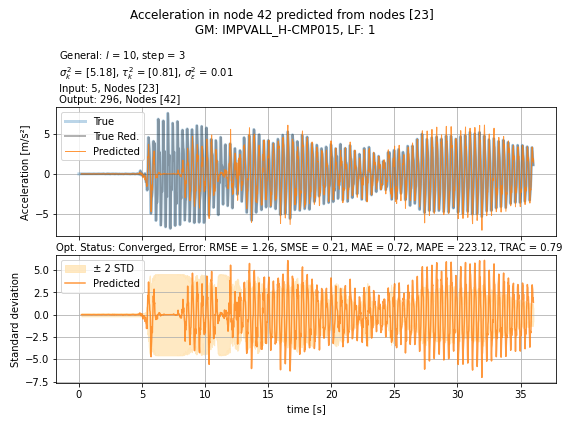 Acceleration in node 42 predicted from nodes [23]
GM: IMPVALL_H-CMP015, LF: 1
General: l = 10, step = 3
σ²ₖ = [5.18], τ²ₖ = [0.81], σ²ₑ = 0.01
Input: 5, Nodes [23]
Output: 296, Nodes [42]
True
True Red.
Predicted
Acceleration [m/s²]
5
0
−5
Opt. Status: Converged, Error: RMSE = 1.26, SMSE = 0.21, MAE = 0.72, MAPE = 223.12, TRAC = 0.79
± 2 STD
Predicted
Standard deviation
5.0
2.5
0.0
−2.5
−5.0
−7.5
0 5 10 15 20 25 30 35
time [s]